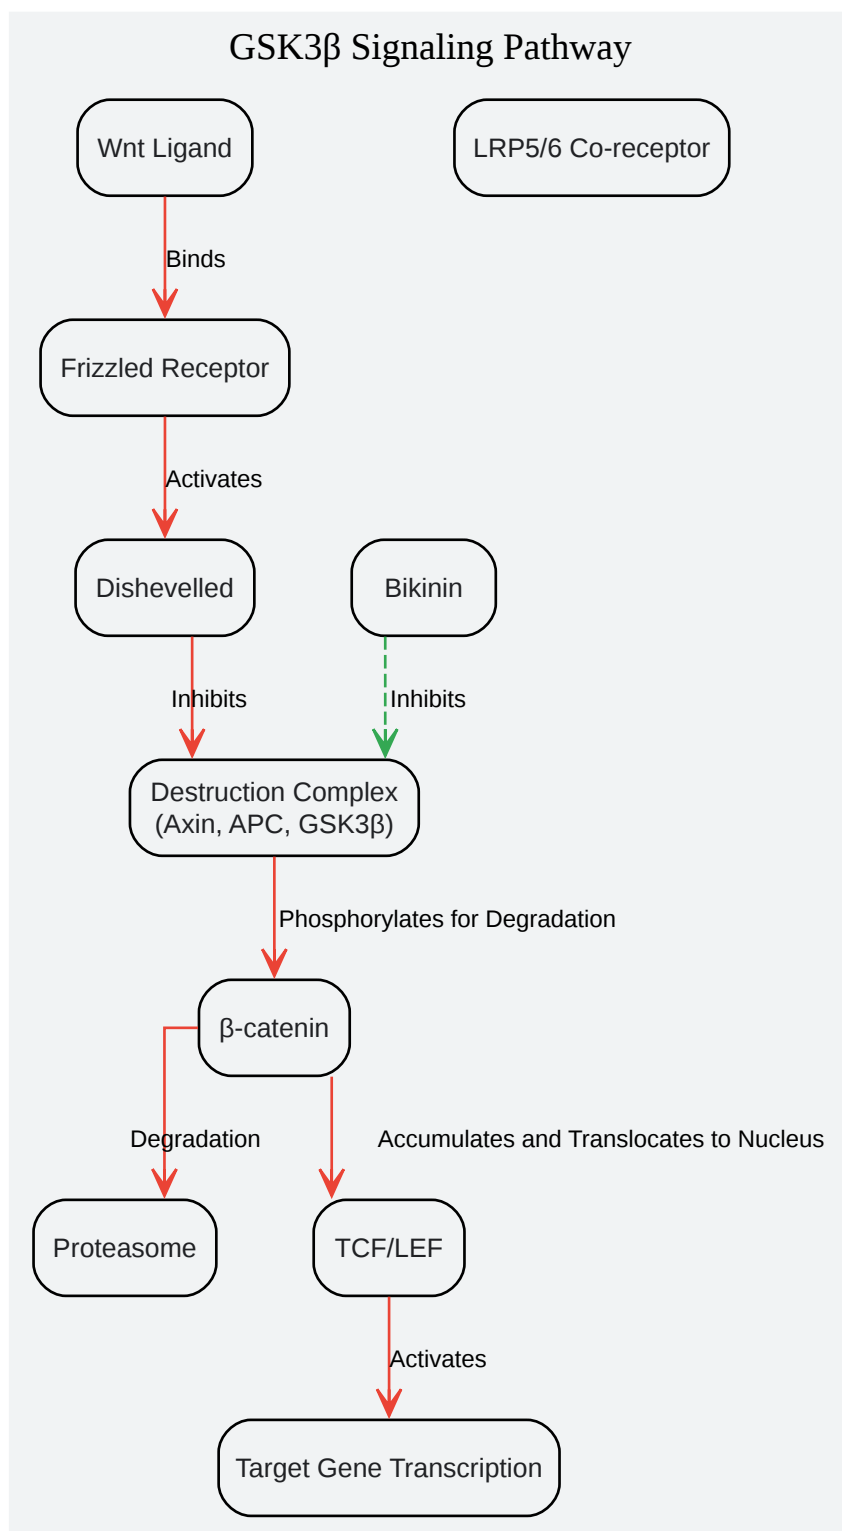 GSK3β Signaling Pathway
Wnt Ligand
LRP5/6 Co-receptor
Binds
Frizzled Receptor
Activates
Dishevelled
Bikinin
Inhibits
Inhibits
Destruction Complex
(Axin, APC, GSK3β)
Phosphorylates for Degradation
β-catenin
Degradation
Accumulates and Translocates to Nucleus
Proteasome
TCF/LEF
Activates
Target Gene Transcription